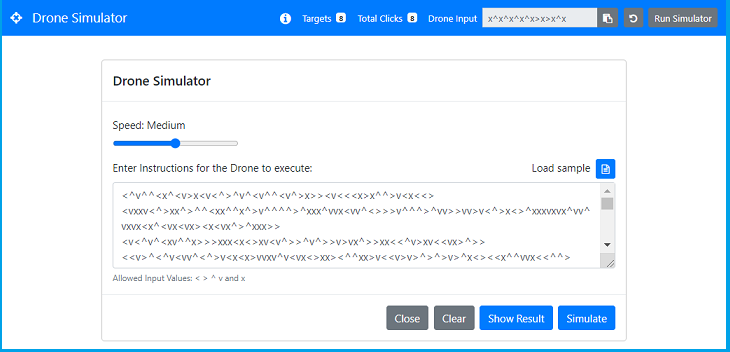 Drone Simulator
Targets 8 Total Clicks 8 Drone Input x^x^x^x^x>x>x^x Run Simulator
Drone Simulator
Speed: Medium
Enter Instructions for the Drone to execute: Load sample
<^v^^<x^<v>x<v<^>^v^<v^^<v^>x>><v<<<x>x^^>v<x<<>
<vxxv<^>xx^>^^<xx^^x^>v^^^^>^xxx^vvx<vv^<>>>v^^^>^vv>>vv>v<^>x<>^xxxvxvx^vv^
vxvx<x^<vx<vx><x<vx^>^xxx>>
<v<^v^<xv^^x>>>xxx<x<>xv<v^>>^v^>>v>vx^>>xx<<^v>xv<<vx>^>>
<<v>^<^v<vv^<^>v<x<x>vvxv^v<vx<>xx><^^xx>v<<v>v>^>^>v>^x<><<x^^vvx<<^^>
Allowed Input Values: < > ^ v and x
Close Clear Show Result Simulate